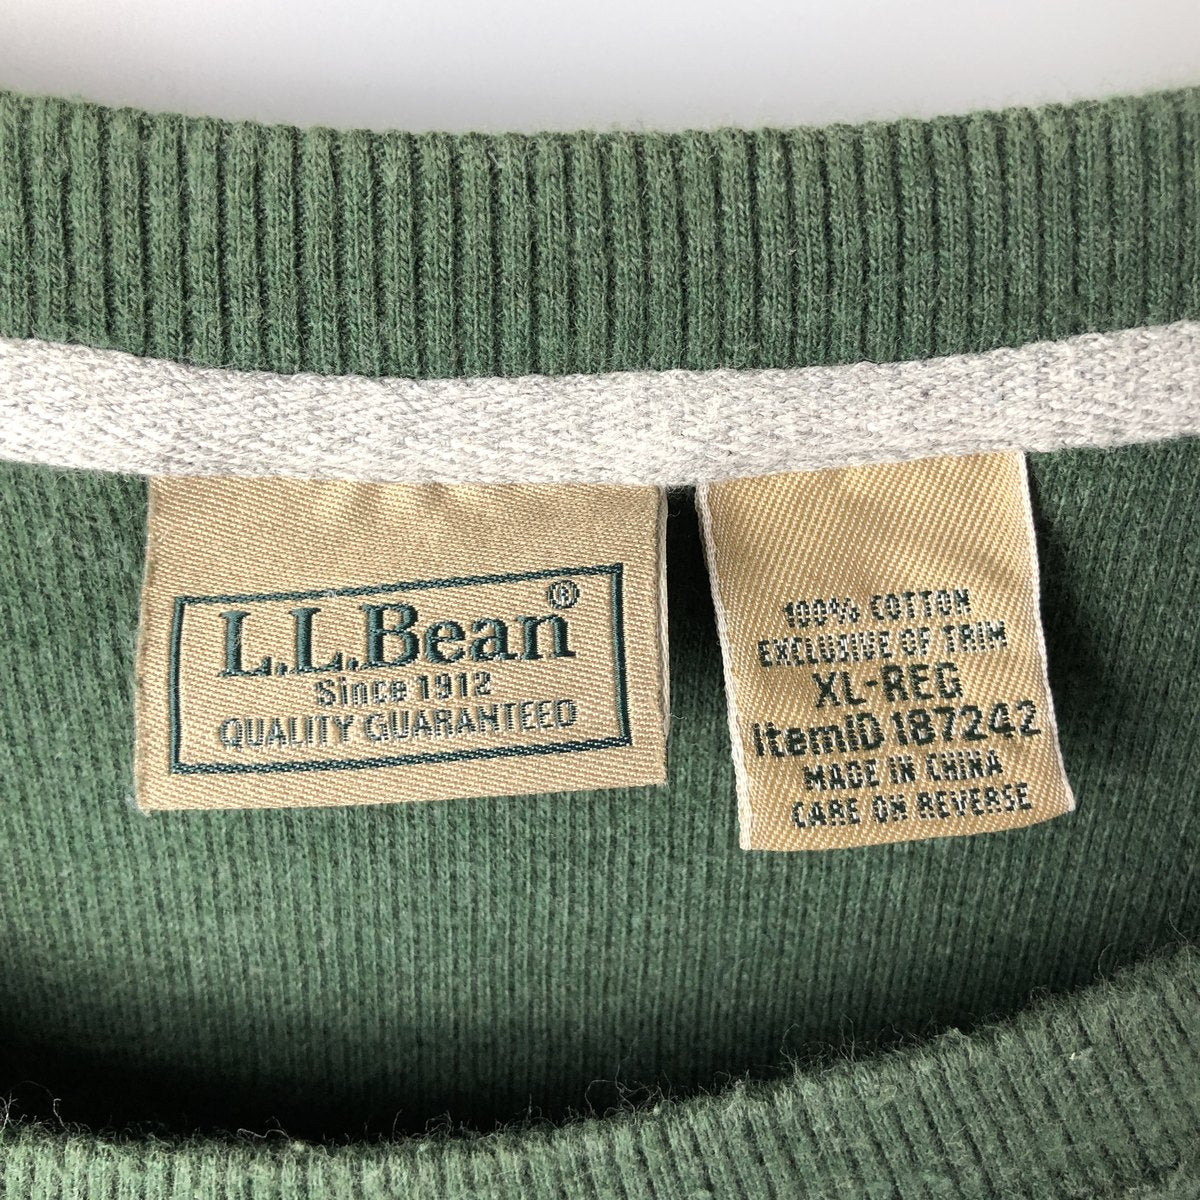 L.L.Bean®
Since 1912
QUALITY GUARANTEED
100% COTTON
EXCLUSIVE OF TRIM
XL-REG
ItemID 187242
MADE IN CHINA
CARE ON REVERSE